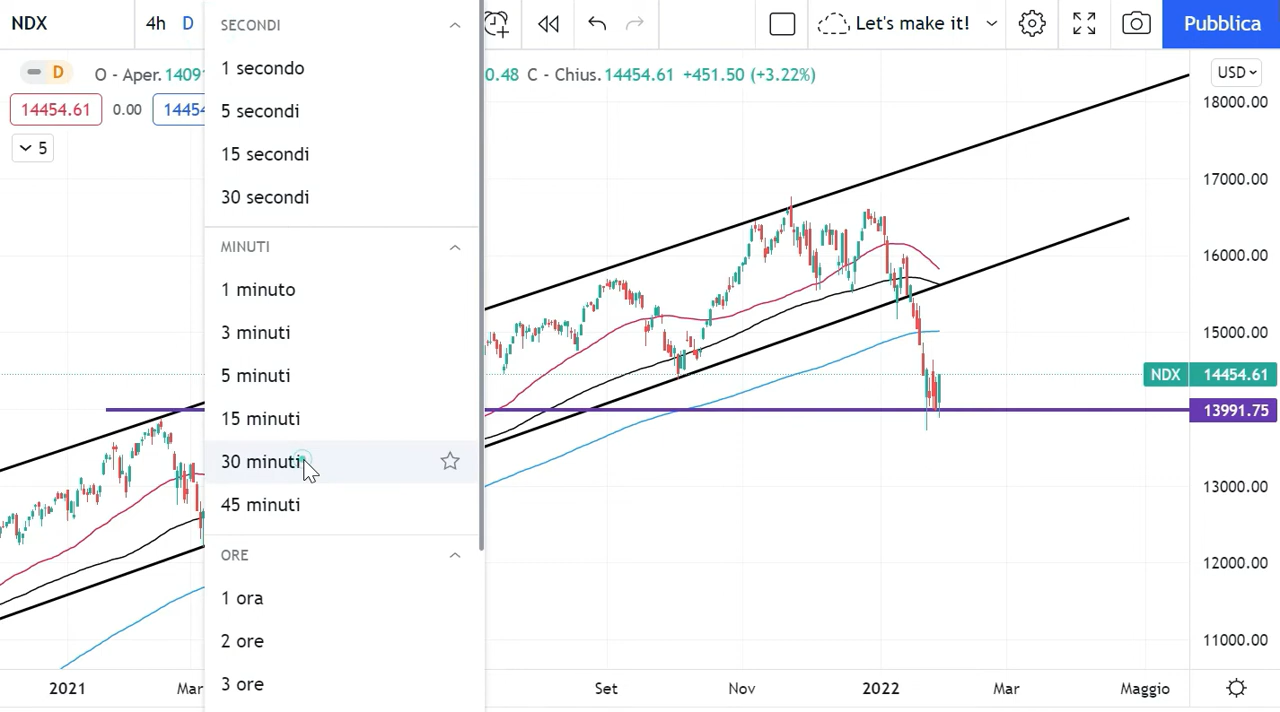 NDX
4h D
Let's make it!
Pubblica
D O - Aper.
0.48 C - Chius. 14454.61 +451.50 (+3.22%)
USD
14454.61 0.00
5
SECONDI
1 secondo
5 secondi
15 secondi
30 secondi
MINUTI
1 minuto
3 minuti
5 minuti
15 minuti
30 minuti
45 minuti
ORE
1 ora
2 ore
3 ore
18000.00
17000.00
16000.00
15000.00
NDX 14454.61
13991.75
13000.00
12000.00
11000.00
2021
Mar
Set
Nov
2022
Mar
Maggio